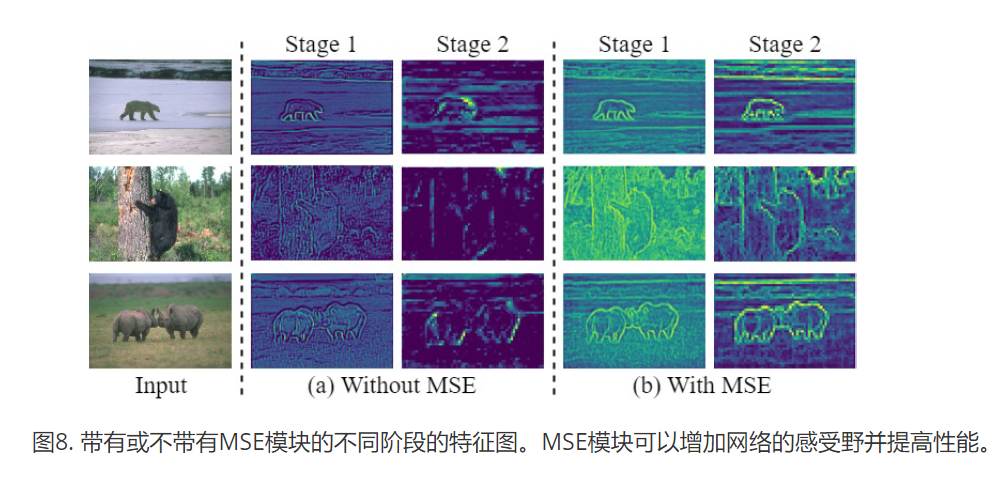 Stage 1 Stage 2 Stage 1 Stage 2
Input (a) Without MSE (b) With MSE
图8. 带有或不带有MSE模块的不同阶段的特征图。MSE模块可以增加网络的感受野并提高性能。